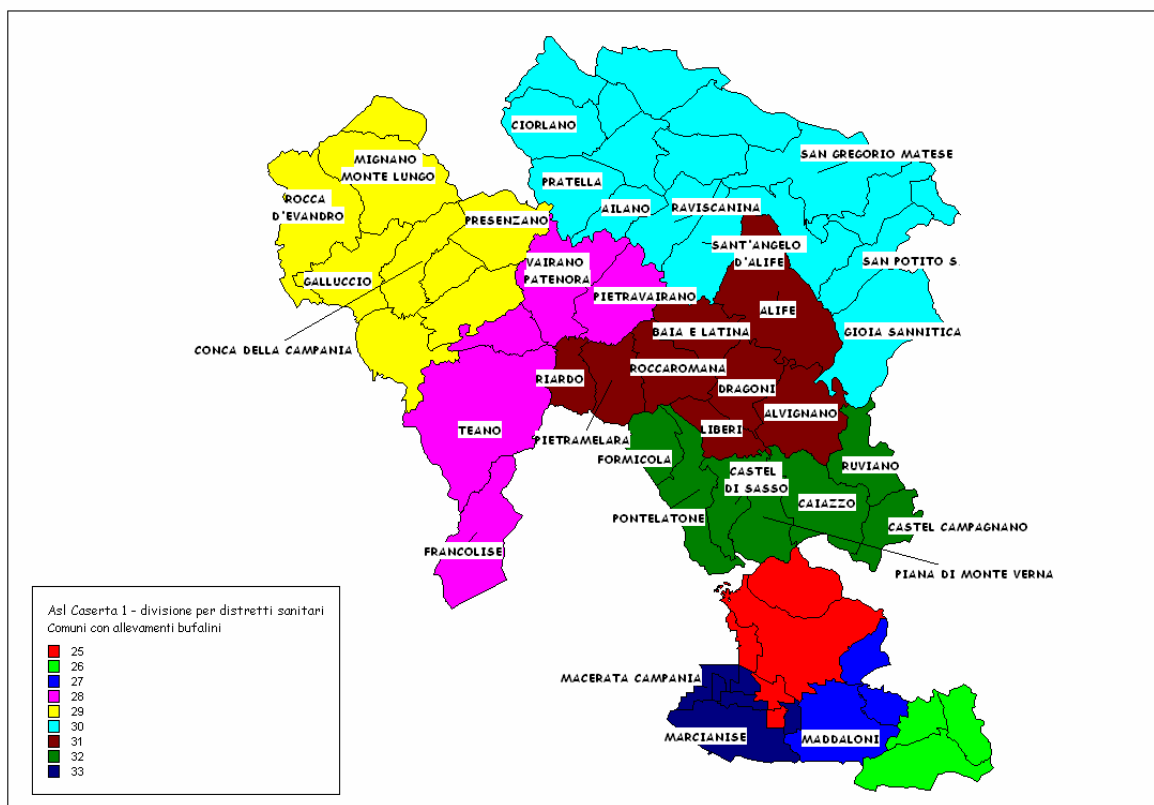 CIORLANO
SAN GREGORIO MATESE
MIGNANO
MONTE LUNGO
PRATELLA
ROCCA
D'EVANDRO
AILANO
RAVISCANINA
PRESENZANO
SANT'ANGELO
D'ALIFE
VAIRANO
PATENORA
SAN POTITO S.
GALLUCCIO
PIETRAVAIRANO
ALIFE
BAIA E LATINA
GIOIA SANNITICA
CONCA DELLA CAMPANIA
ROCCAROMANA
RIARDO
DRAGONI
ALVIGNANO
TEANO
LIBERI
PIETRAMELARA
FORMICOLA
CASTEL
DI SASSO
RUVIANO
CAIAZZO
PONTELATONE
CASTEL CAMPAGNANO
FRANCOLISE
PIANA DI MONTE VERNA
MACERATA CAMPANIA
MARCIANISE
MADDALONI
Asl Caserta 1 - divisione per distretti sanitari
Comuni con allevamenti bufalini
25
26
27
28
29
30
31
32
33